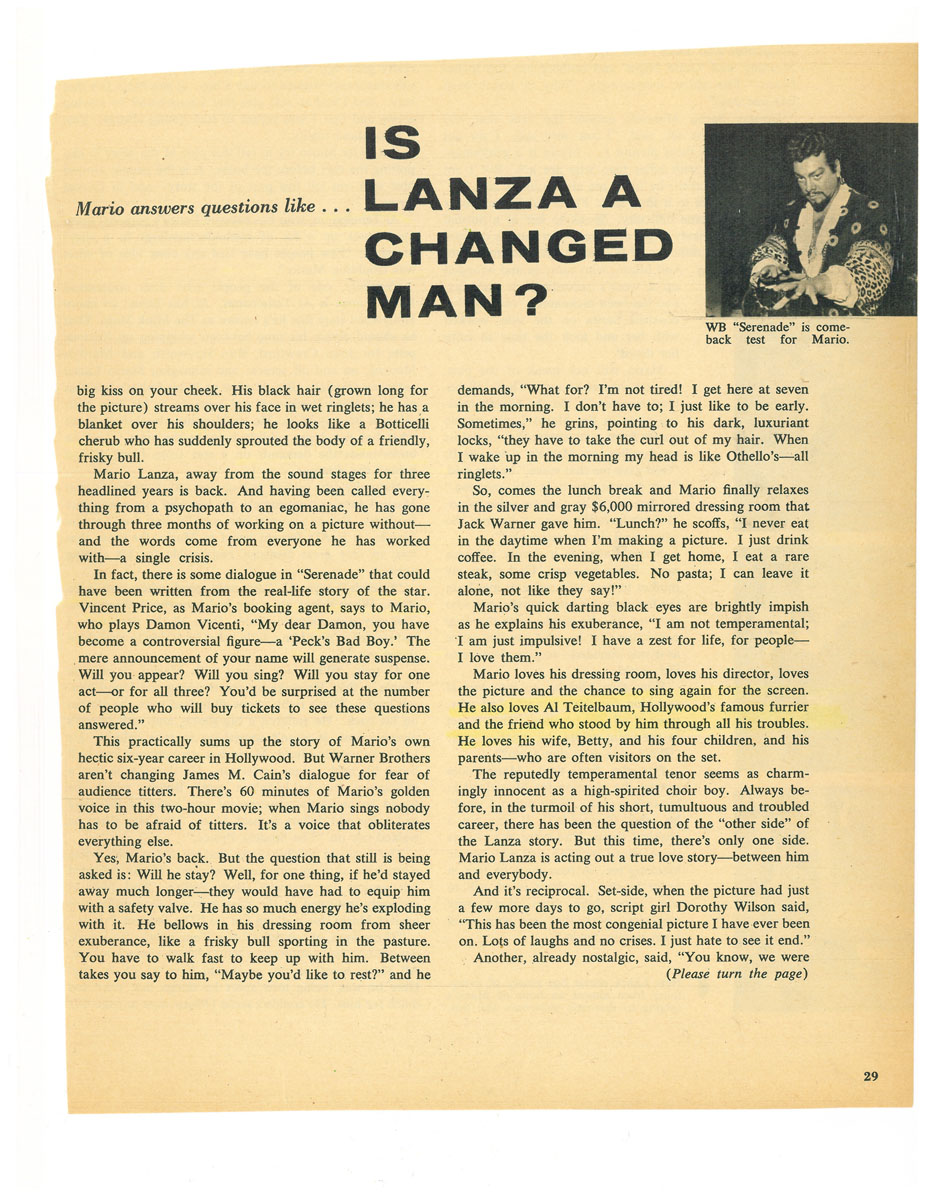 IS
LANZA A
CHANGED
MAN?
Mario answers questions like . . .
WB “Serenade” is come-
back test for Mario.
big kiss on your cheek. His black hair (grown long for
the picture) streams over his face in wet ringlets; he has a
blanket over his shoulders; he looks like a Botticelli
cherub who has suddenly sprouted the body of a friendly,
frisky bull.
Mario Lanza, away from the sound stages for three
headlined years is back. And having been called every-
thing from a psychopath to an egomaniac, he has gone
through three months of working on a picture without—
and the words come from everyone he has worked
with—a single crisis.
In fact, there is some dialogue in “Serenade” that could
have been written from the real-life story of the star.
Vincent Price, as Mario’s booking agent, says to Mario,
who plays Damon Vicenti, “My dear Damon, you have
become a controversial figure—a ‘Peck’s Bad Boy.’ The
mere announcement of your name will generate suspense.
Will you appear? Will you sing? Will you stay for one
act—or for all three? You’d be surprised at the number
of people who will buy tickets to see these questions
answered.”
This practically sums up the story of Mario’s own
hectic six-year career in Hollywood. But Warner Brothers
aren’t changing James M. Cain’s dialogue for fear of
audience titters. There’s 60 minutes of Mario’s golden
voice in this two-hour movie; when Mario sings nobody
has to be afraid of titters. It’s a voice that obliterates
everything else.
Yes, Mario’s back. But the question that still is being
asked is: Will he stay? Well, for one thing, if he’d stayed
away much longer—they would have had to equip him
with a safety valve. He has so much energy he’s exploding
with it. He bellows in his dressing room from sheer
exuberance, like a frisky bull sporting in the pasture.
You have to walk fast to keep up with him. Between
takes you say to him, “Maybe you’d like to rest?” and he
demands, “What for? I’m not tired! I get here at seven
in the morning. I don’t have to; I just like to be early.
Sometimes,” he grins, pointing to his dark, luxuriant
locks, “they have to take the curl out of my hair. When
I wake up in the morning my head is like Othello’s—all
ringlets.”
So, comes the lunch break and Mario finally relaxes
in the silver and gray $6,000 mirrored dressing room that
Jack Warner gave him. “Lunch?” he scoffs, “I never eat
in the daytime when I’m making a picture. I just drink
coffee. In the evening, when I get home, I eat a rare
steak, some crisp vegetables. No pasta; I can leave it
alone, not like they say!”
Mario’s quick darting black eyes are brightly impish
as he explains his exuberance, “I am not temperamental;
I am just impulsive! I have a zest for life, for people—
I love them.”
Mario loves his dressing room, loves his director, loves
the picture and the chance to sing again for the screen.
He also loves Al Teitelbaum, Hollywood’s famous furrier
and the friend who stood by him through all his troubles.
He loves his wife, Betty, and his four children, and his
parents—who are often visitors on the set.
The reputedly temperamental tenor seems as charm-
ingly innocent as a high-spirited choir boy. Always be-
fore, in the turmoil of his short, tumultuous and troubled
career, there has been the question of the “other side” of
the Lanza story. But this time, there’s only one side.
Mario Lanza is acting out a true love story—between him
and everybody.
And it’s reciprocal. Set-side, when the picture had just
a few more days to go, script girl Dorothy Wilson said,
“This has been the most congenial picture I have ever been
on. Lots of laughs and no crises. I just hate to see it end.”
Another, already nostalgic, said, “You know, we were
(Please turn the page)
29